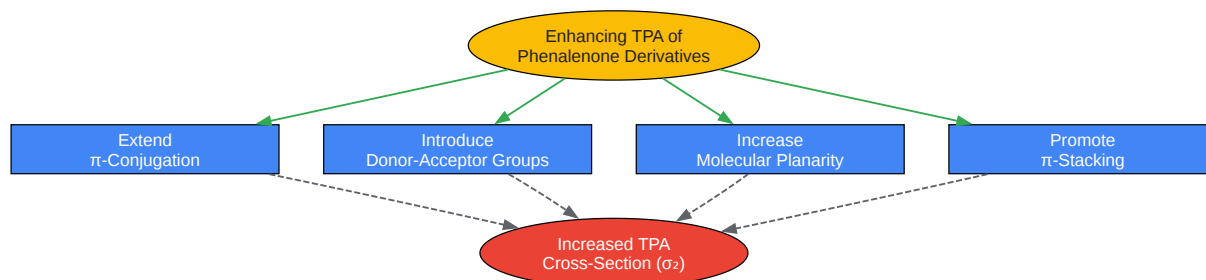 Enhancing TPA of
Phenalenone Derivatives
Extend
π-Conjugation
Introduce
Donor-Acceptor Groups
Increase
Molecular Planarity
Promote
π-Stacking
Increased TPA
Cross-Section (σ₂)